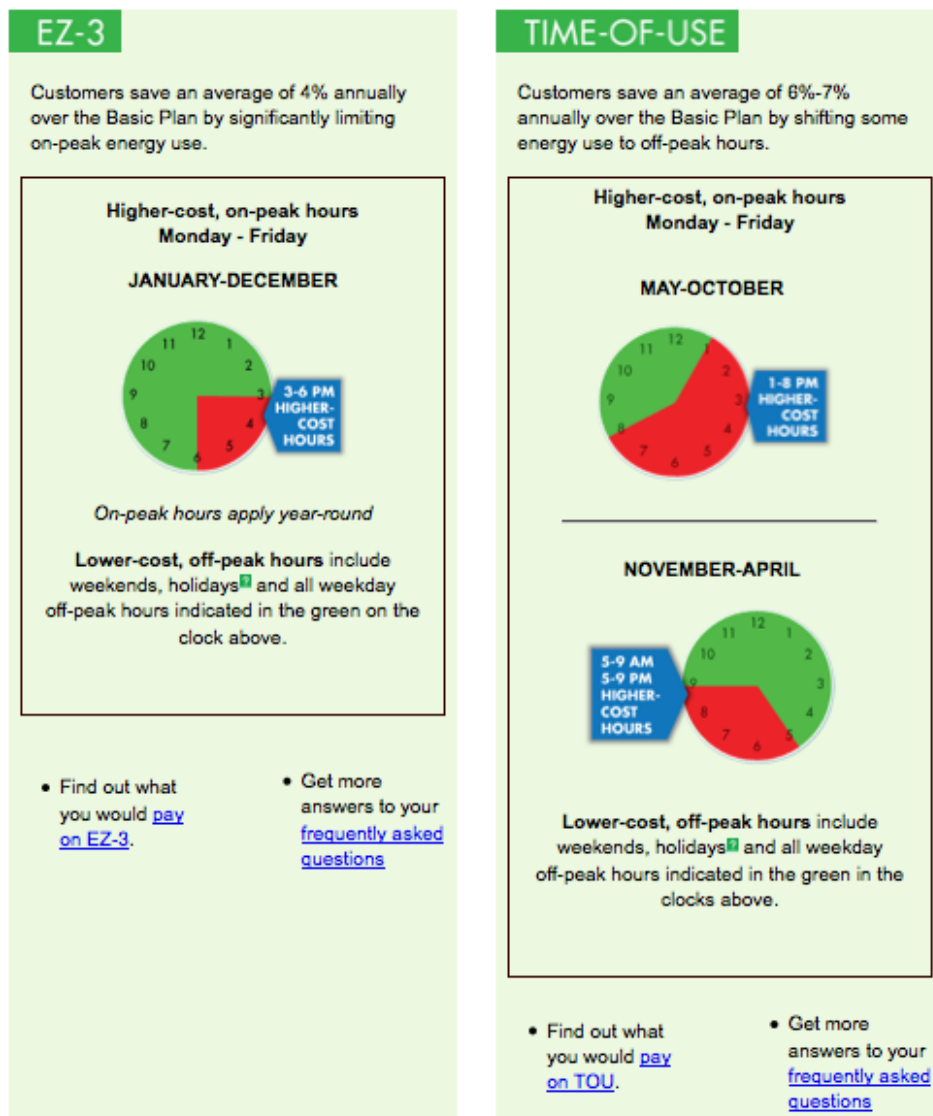 EZ-3
Customers save an average of 4% annually
over the Basic Plan by significantly limiting
on-peak energy use.
Higher-cost, on-peak hours
Monday - Friday
JANUARY-DECEMBER
12
11
1
10
2
9
3
8
4
7
5
6
3-6 PM
HIGHER-
COST
HOURS
On-peak hours apply year-round
Lower-cost, off-peak hours include
weekends, holidays? and all weekday
off-peak hours indicated in the green on the
clock above.
• Find out what
you would pay
on EZ-3.
• Get more
answers to your
frequently asked
questions
TIME-OF-USE
Customers save an average of 6%-7%
annually over the Basic Plan by shifting some
energy use to off-peak hours.
Higher-cost, on-peak hours
Monday - Friday
MAY-OCTOBER
12
11
1
10
2
9
3
8
4
7
5
6
1-8 PM
HIGHER-
COST
HOURS
NOVEMBER-APRIL
12
11
1
10
2
9
3
8
4
7
5
6
5-9 AM
5-9 PM
HIGHER-
COST
HOURS
Lower-cost, off-peak hours include
weekends, holidays? and all weekday
off-peak hours indicated in the green in the
clocks above.
• Find out what
you would pay
on TOU.
• Get more
answers to your
frequently asked
questions